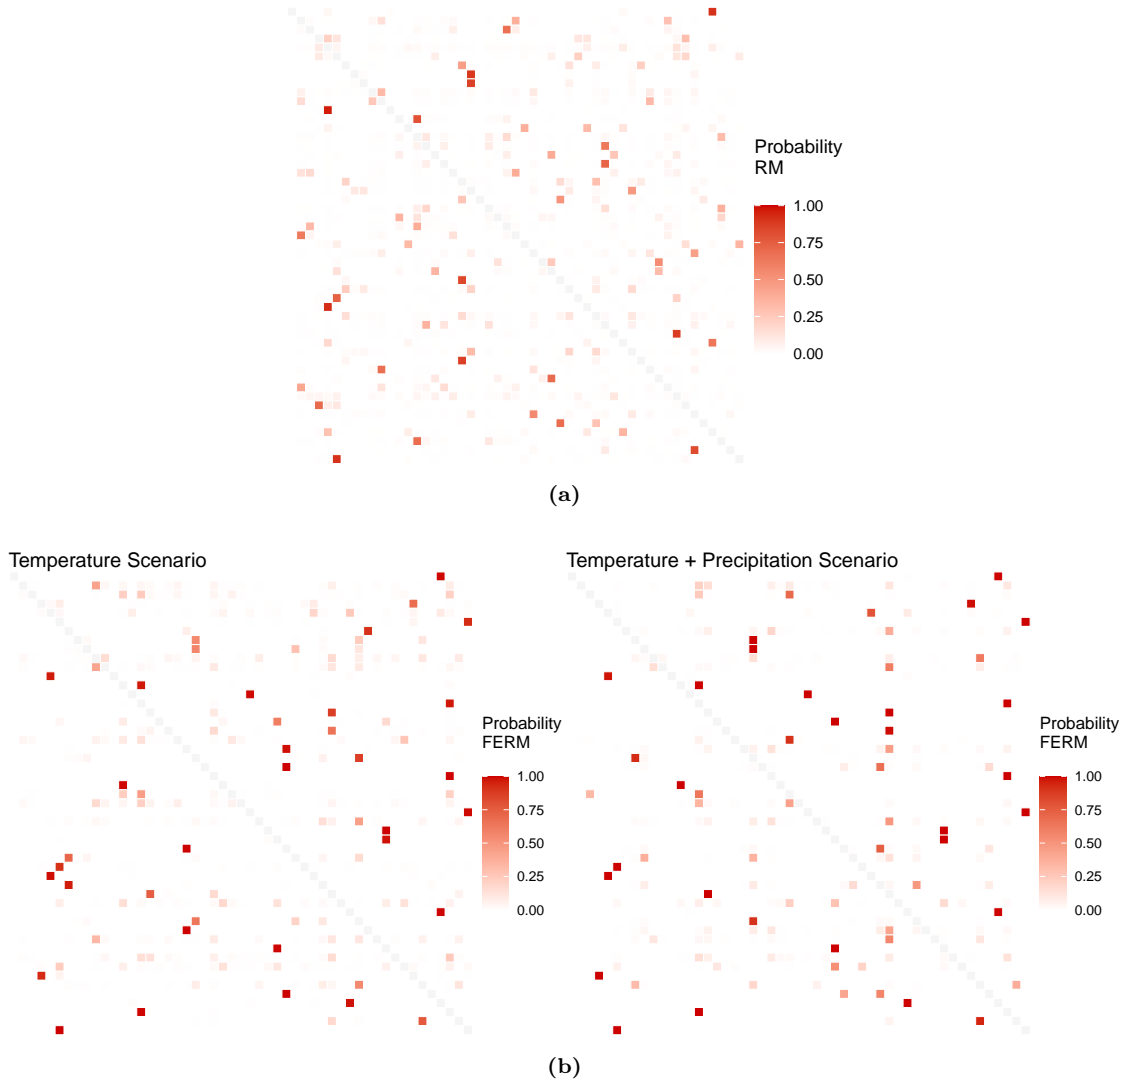 Probability
RM
1.00
0.75
0.50
0.25
0.00
(a)
Temperature Scenario
Probability
FERM
1.00
0.75
0.50
0.25
0.00
Temperature + Precipitation Scenario
Probability
FERM
1.00
0.75
0.50
0.25
0.00
(b)